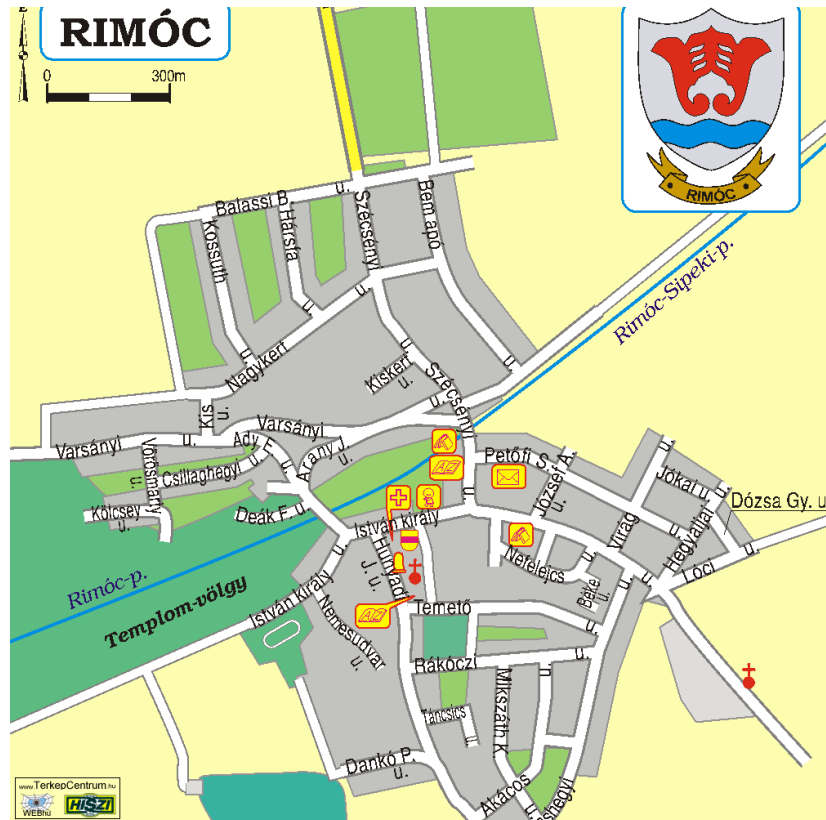 RIMÓC
0 300m
RIMÓC
Balassi B. u.
Kossuth u.
Hársfa u.
Szécsényi u.
Bem apó u.
Rimóc-Sipeki-p.
Nagykert u.
Kiskert u.
Szécsényi u.
Kis u.
Varsányi u.
Varsányi u.
Ady E. u.
Arany J. u.
Vörösmarty u.
Csillaghegyi u.
Kölcsey u.
Deák F. u.
Petőfi S. u.
József A. u.
Jókai u.
Dózsa Gy. u.
Virág u.
Hegyaljai u.
Lóci u.
István király u.
Nefelejcs u.
Béke u.
Hunyadi J. u.
Rimóc-p.
Templom-völgy
István király u.
Nemesudvar u.
Temető u.
Rákóczi u.
Mikszáth K. u.
Táncsics u.
Dankó P. u.
Akácos u.
www.TerkepCentrum.hu
WEBhu
HISZI